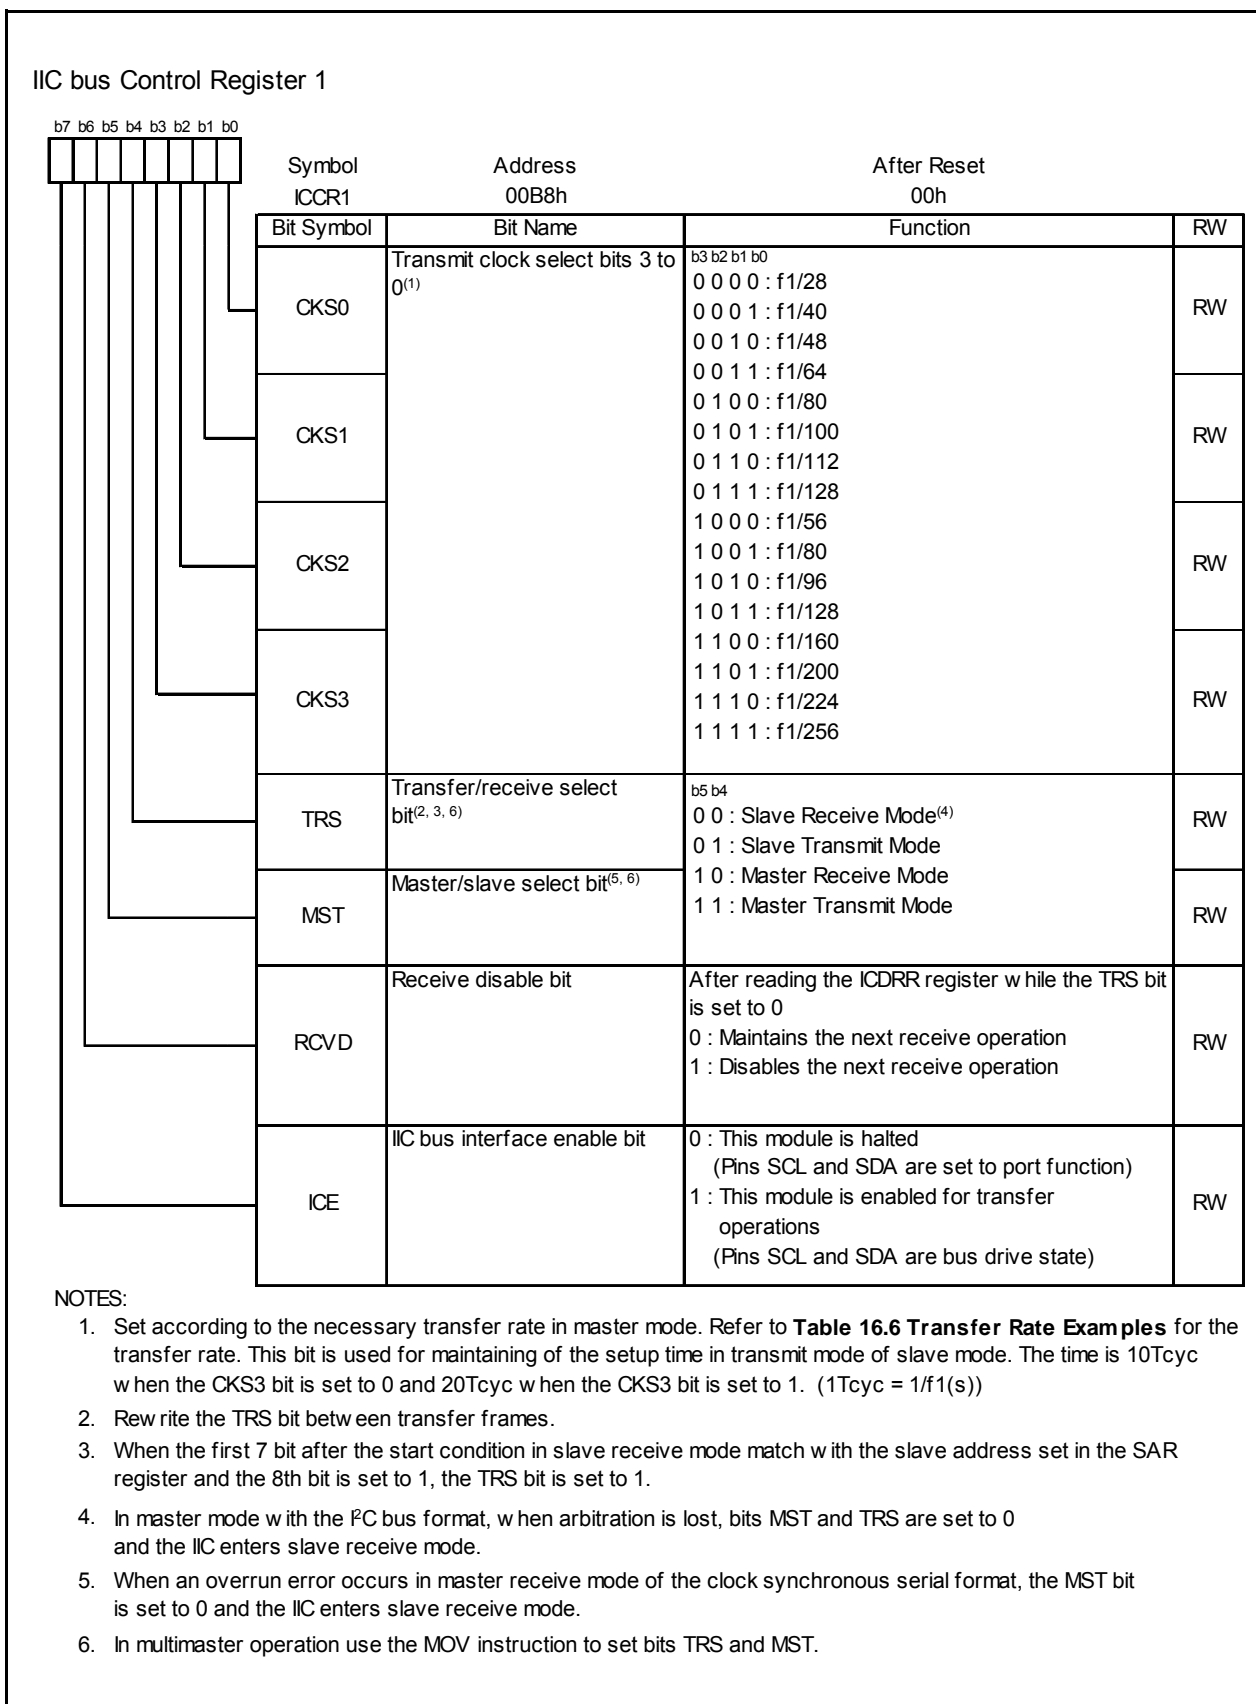 IIC bus Control Register 1
b7 b6 b5 b4 b3 b2 b1 b0
Symbol Address After Reset
ICCR1 00B8h 00h
Bit Symbol Bit Name Function RW
CKS0 Transmit clock select bits 3 to 0(1) RW
b3 b2 b1 b0
0 0 0 0 : f1/28
0 0 0 1 : f1/40
0 0 1 0 : f1/48
0 0 1 1 : f1/64
CKS1 RW
0 1 0 0 : f1/80
0 1 0 1 : f1/100
0 1 1 0 : f1/112
0 1 1 1 : f1/128
CKS2 RW
1 0 0 0 : f1/56
1 0 0 1 : f1/80
1 0 1 0 : f1/96
1 0 1 1 : f1/128
CKS3 RW
1 1 0 0 : f1/160
1 1 0 1 : f1/200
1 1 1 0 : f1/224
1 1 1 1 : f1/256
TRS Transfer/receive select
bit(2, 3, 6) RW
b5 b4
0 0 : Slave Receive Mode(4)
0 1 : Slave Transmit Mode
MST Master/slave select bit(5, 6) RW
1 0 : Master Receive Mode
1 1 : Master Transmit Mode
RCVD Receive disable bit RW
After reading the ICDRR register while the TRS bit
is set to 0
0 : Maintains the next receive operation
1 : Disables the next receive operation
ICE IIC bus interface enable bit RW
0 : This module is halted
(Pins SCL and SDA are set to port function)
1 : This module is enabled for transfer
operations
(Pins SCL and SDA are bus drive state)
NOTES:
1. Set according to the necessary transfer rate in master mode. Refer to Table 16.6 Transfer Rate Examples for the
transfer rate. This bit is used for maintaining of the setup time in transmit mode of slave mode. The time is 10Tcyc
when the CKS3 bit is set to 0 and 20Tcyc when the CKS3 bit is set to 1. (1Tcyc = 1/f1(s))
2. Rewrite the TRS bit between transfer frames.
3. When the first 7 bit after the start condition in slave receive mode match with the slave address set in the SAR
register and the 8th bit is set to 1, the TRS bit is set to 1.
4. In master mode with the I2C bus format, when arbitration is lost, bits MST and TRS are set to 0
and the IIC enters slave receive mode.
5. When an overrun error occurs in master receive mode of the clock synchronous serial format, the MST bit
is set to 0 and the IIC enters slave receive mode.
6. In multimaster operation use the MOV instruction to set bits TRS and MST.